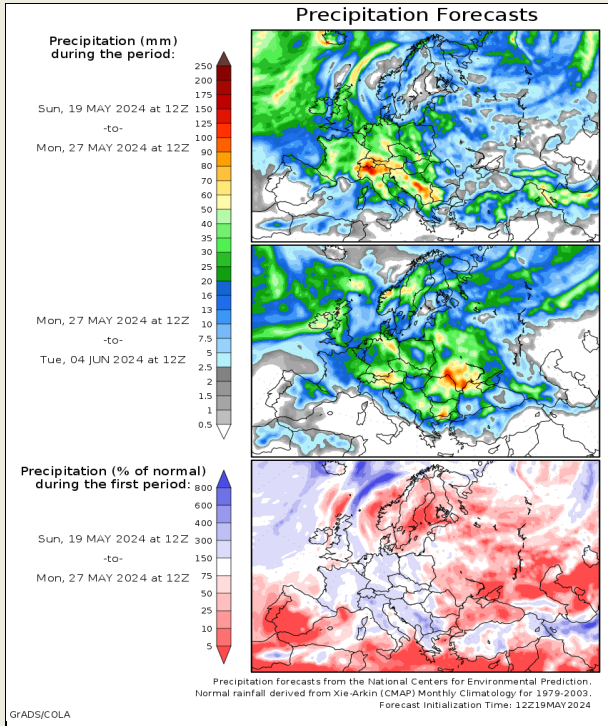 Precipitation Forecasts
Precipitation (mm)
during the period:
250
200
175
150
125
100
90
80
70
60
50
40
35
30
25
20
16
13
10
7.5
5
2.5
2
1.5
1
0.5
Sun, 19 MAY 2024 at 12Z
-to-
Mon, 27 MAY 2024 at 12Z
Mon, 27 MAY 2024 at 12Z
-to-
Tue, 04 JUN 2024 at 12Z
Precipitation (% of normal)
during the first period:
800
600
400
300
150
75
50
25
10
5
Sun, 19 MAY 2024 at 12Z
-to-
Mon, 27 MAY 2024 at 12Z
Precipitation forecasts from the National Centers for Environmental Prediction.
Normal rainfall derived from Xie-Arkin (CMAP) Monthly Climatology for 1979-2003.
Forecast Initialization Time: 12Z19MAY2024
GrADS/COLA